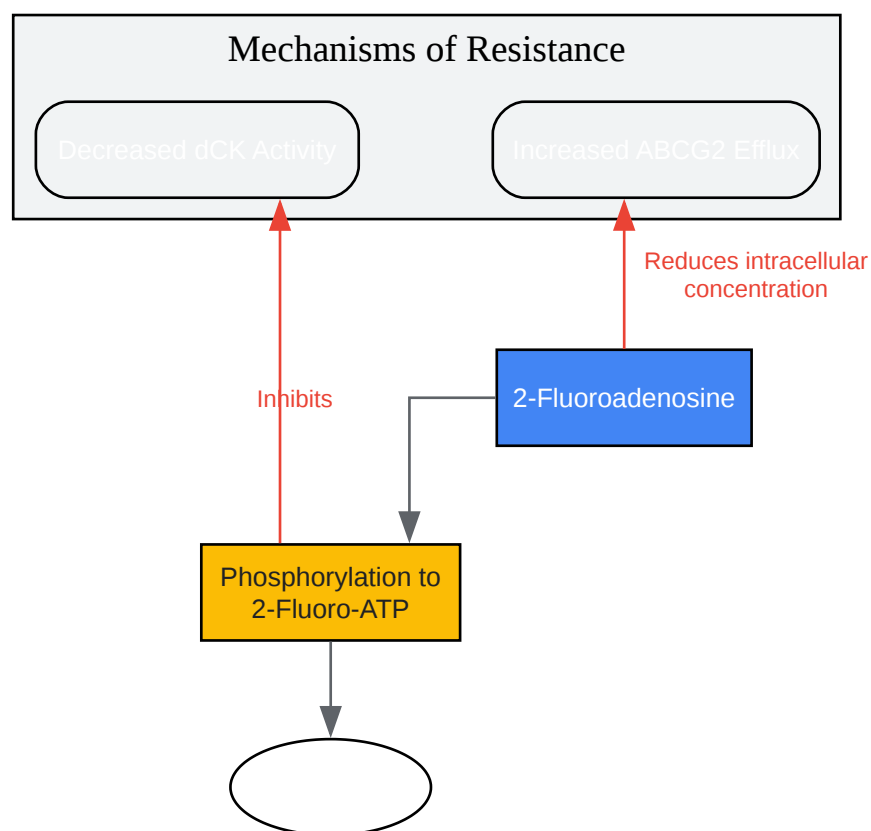 Mechanisms of Resistance
Decreased dCK Activity
Increased ABCG2 Efflux
Reduces intracellular
concentration
Inhibits
2-Fluoroadenosine
Phosphorylation to
2-Fluoro-ATP